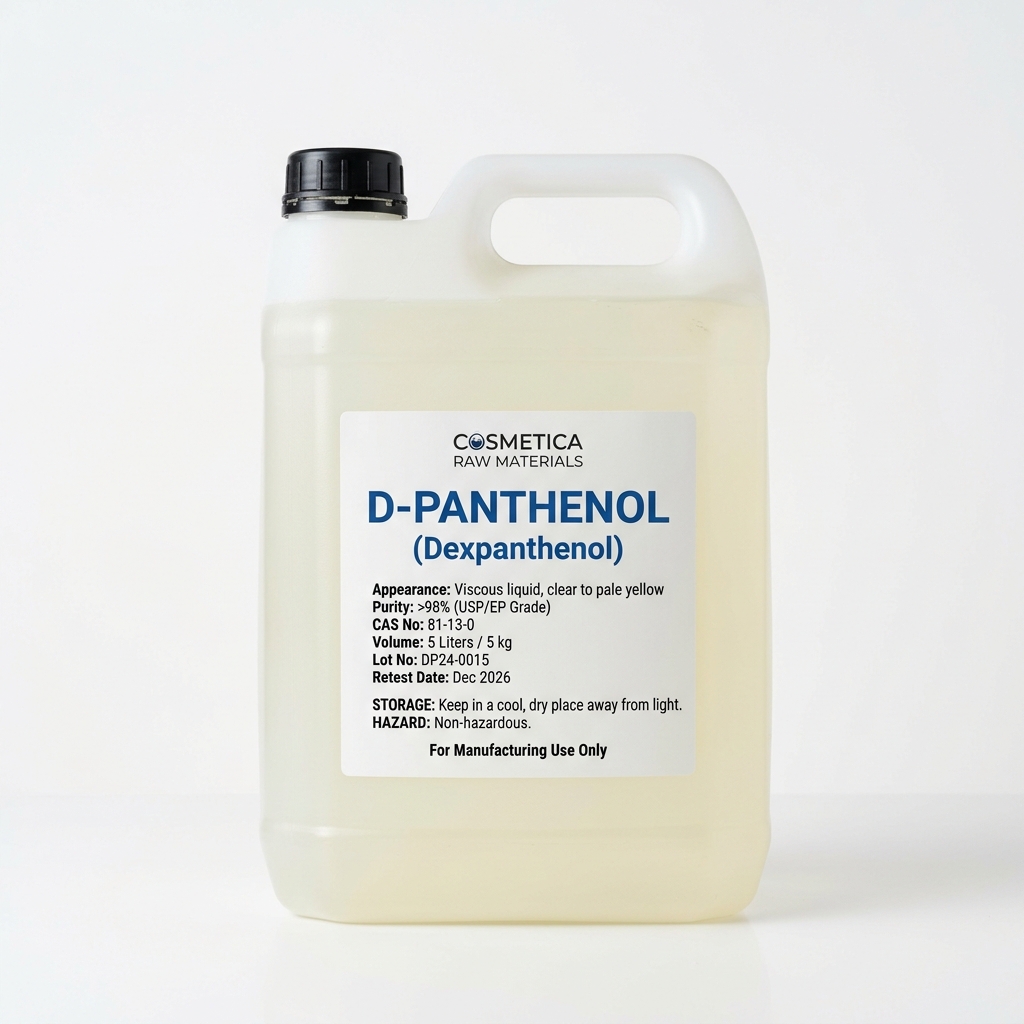 COSMETICA
RAW MATERIALS
D-PANTHENOL
(Dexpanthenol)
Appearance: Viscous liquid, clear to pale yellow
Purity: >98% (USP/EP Grade)
CAS No: 81-13-0
Volume: 5 Liters / 5 kg
Lot No: DP24-0015
Retest Date: Dec 2026
STORAGE: Keep in a cool, dry place away from light.
HAZARD: Non-hazardous.
For Manufacturing Use Only